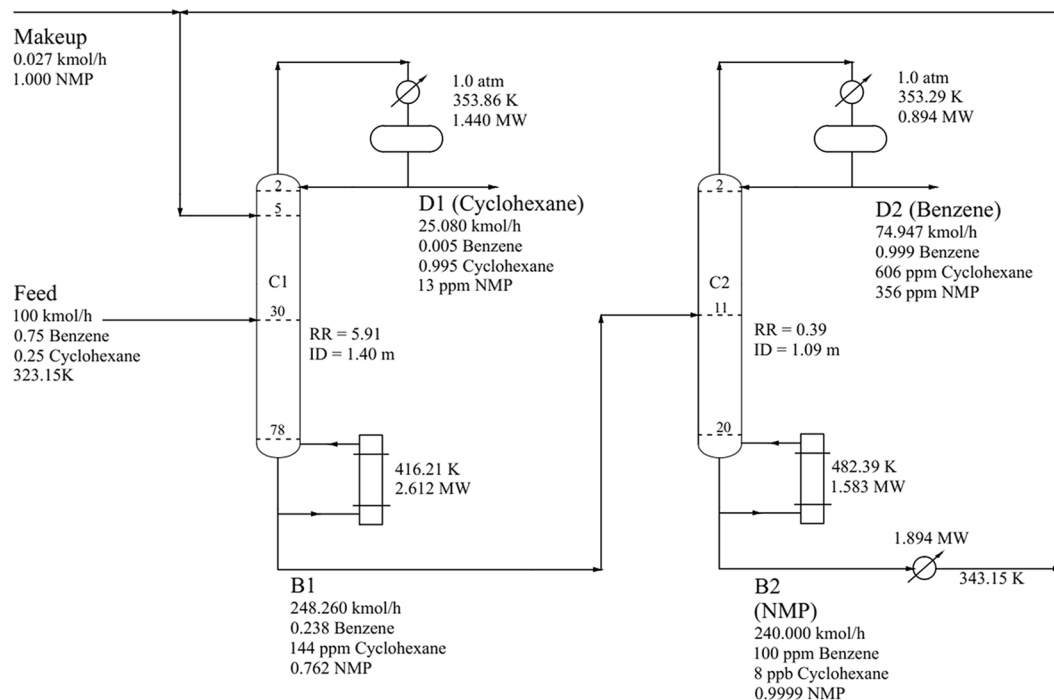 Makeup
0.027 kmol/h
1.000 NMP
1.0 atm
353.86 K
1.440 MW
1.0 atm
353.29 K
0.894 MW
2
5
C1
30
78
D1 (Cyclohexane)
25.080 kmol/h
0.005 Benzene
0.995 Cyclohexane
13 ppm NMP
2
C2
11
20
D2 (Benzene)
74.947 kmol/h
0.999 Benzene
606 ppm Cyclohexane
356 ppm NMP
Feed
100 kmol/h
0.75 Benzene
0.25 Cyclohexane
323.15K
RR = 5.91
ID = 1.40 m
RR = 0.39
ID = 1.09 m
416.21 K
2.612 MW
482.39 K
1.583 MW
1.894 MW
343.15 K
B1
248.260 kmol/h
0.238 Benzene
144 ppm Cyclohexane
0.762 NMP
B2
(NMP)
240.000 kmol/h
100 ppm Benzene
8 ppb Cyclohexane
0.9999 NMP